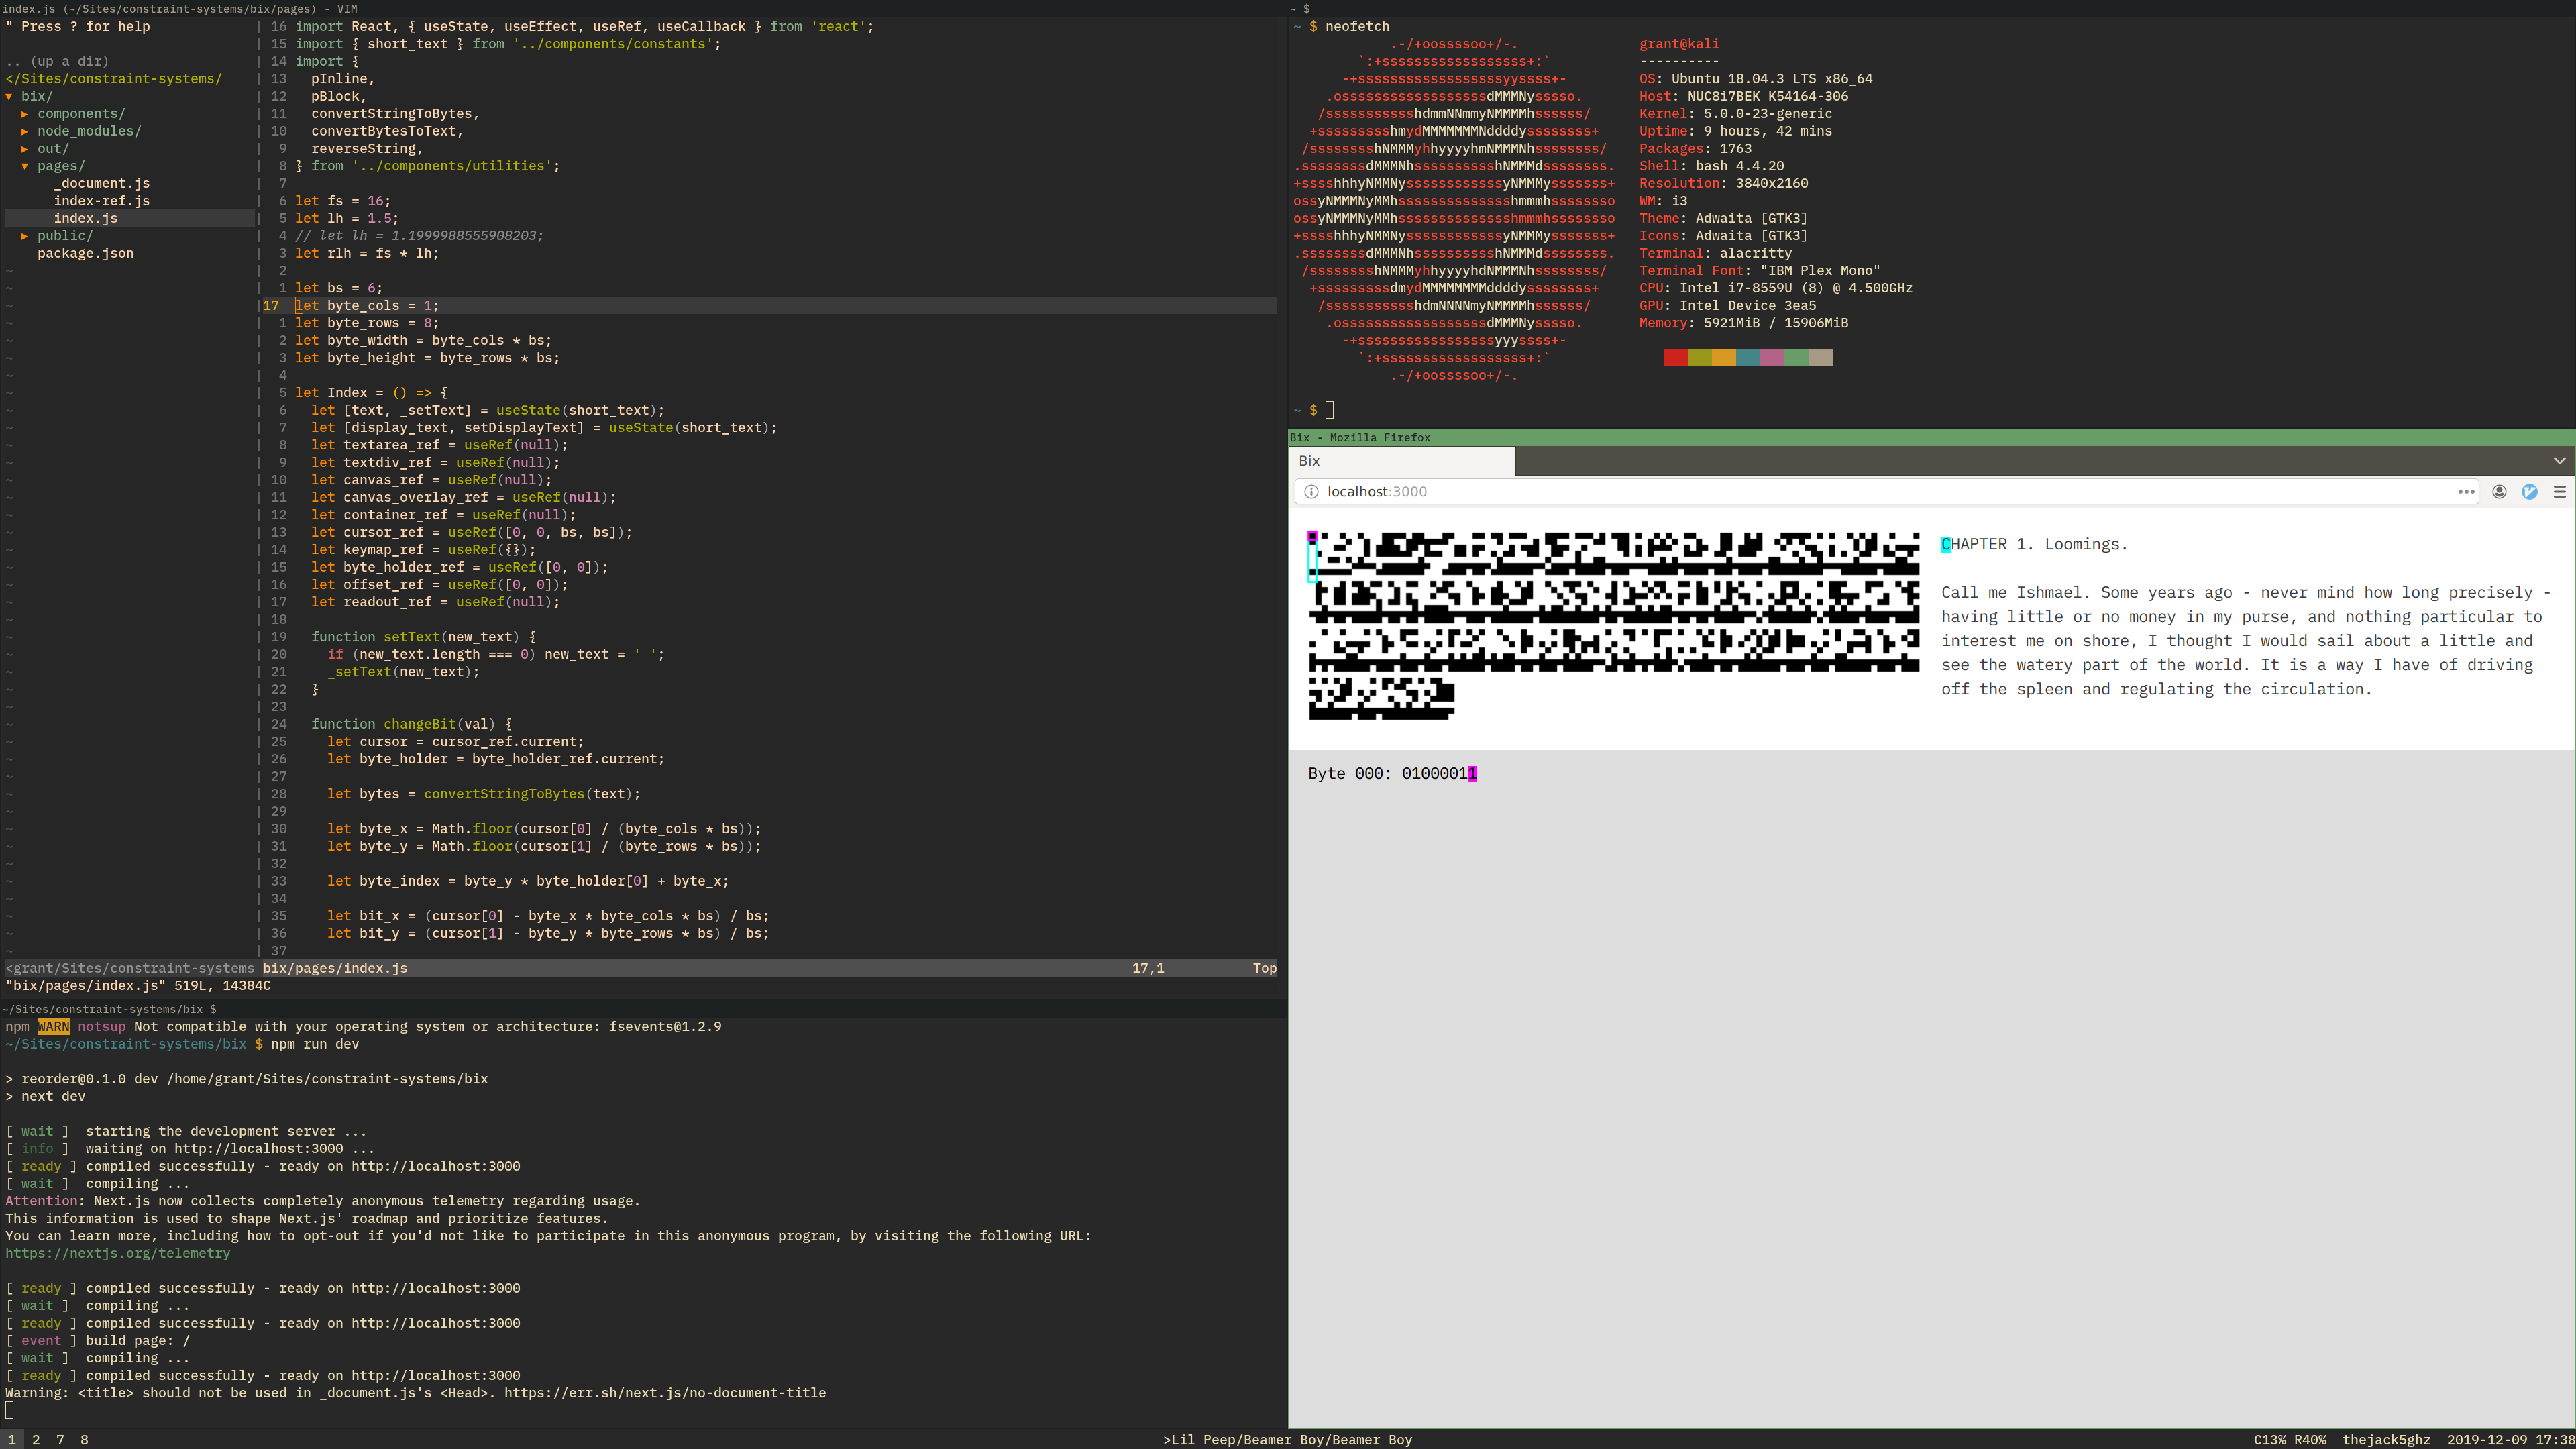 index.js (~/Sites/constraint-systems/bix/pages) - VIM
" Press ? for help
.. (up a dir)
</Sites/constraint-systems/
▼ bix/
▸ components/
▸ node_modules/
▸ out/
▼ pages/
_document.js
index-ref.js
index.js
▸ public/
package.json
16 import React, { useState, useEffect, useRef, useCallback } from 'react';
15 import { short_text } from '../components/constants';
14 import {
13   pInline,
12   pBlock,
11   convertStringToBytes,
10   convertBytesToText,
9   reverseString,
8 } from '../components/utilities';
7
6 let fs = 16;
5 let lh = 1.5;
4 // let lh = 1.1999988555908203;
3 let rlh = fs * lh;
2
1 let bs = 6;
17 let byte_cols = 1;
1 let byte_rows = 8;
2 let byte_width = byte_cols * bs;
3 let byte_height = byte_rows * bs;
4
5 let Index = () => {
6   let [text, _setText] = useState(short_text);
7   let [display_text, setDisplayText] = useState(short_text);
8   let textarea_ref = useRef(null);
9   let textdiv_ref = useRef(null);
10   let canvas_ref = useRef(null);
11   let canvas_overlay_ref = useRef(null);
12   let container_ref = useRef(null);
13   let cursor_ref = useRef([0, 0, bs, bs]);
14   let keymap_ref = useRef({});
15   let byte_holder_ref = useRef([0, 0]);
16   let offset_ref = useRef([0, 0]);
17   let readout_ref = useRef(null);
18
19   function setText(new_text) {
20     if (new_text.length === 0) new_text = ' ';
21     _setText(new_text);
22   }
23
24   function changeBit(val) {
25     let cursor = cursor_ref.current;
26     let byte_holder = byte_holder_ref.current;
27
28     let bytes = convertStringToBytes(text);
29
30     let byte_x = Math.floor(cursor[0] / (byte_cols * bs));
31     let byte_y = Math.floor(cursor[1] / (byte_rows * bs));
32
33     let byte_index = byte_y * byte_holder[0] + byte_x;
34
35     let bit_x = (cursor[0] - byte_x * byte_cols * bs) / bs;
36     let bit_y = (cursor[1] - byte_y * byte_rows * bs) / bs;
37
<grant/Sites/constraint-systems bix/pages/index.js 17,1 Top
"bix/pages/index.js" 519L, 14384C
~/Sites/constraint-systems/bix $
npm WARN notsup Not compatible with your operating system or architecture: fsevents@1.2.9
~/Sites/constraint-systems/bix $ npm run dev
> reorder@0.1.0 dev /home/grant/Sites/constraint-systems/bix
> next dev
[ wait ]  starting the development server ...
[ info ]  waiting on http://localhost:3000 ...
[ ready ] compiled successfully - ready on http://localhost:3000
[ wait ]  compiling ...
Attention: Next.js now collects completely anonymous telemetry regarding usage.
This information is used to shape Next.js' roadmap and prioritize features.
You can learn more, including how to opt-out if you'd not like to participate in this anonymous program, by visiting the following URL:
https://nextjs.org/telemetry
[ ready ] compiled successfully - ready on http://localhost:3000
[ wait ]  compiling ...
[ ready ] compiled successfully - ready on http://localhost:3000
[ event ] build page: /
[ wait ]  compiling ...
[ ready ] compiled successfully - ready on http://localhost:3000
Warning: <title> should not be used in _document.js's <Head>. https://err.sh/next.js/no-document-title
~ $
~ $ neofetch
.-/+oossssoo+/-.
`:+ssssssssssssssssss+:`
-+ssssssssssssssssssyyssss+-
.ossssssssssssssssssdMMMNysssso.
/ssssssssssshdmmNNmmyNMMMMhssssss/
+ssssssssshmydMMMMMMMNddddyssssssss+
/sssssssshNMMMyhhyyyyhmNMMMNhssssssss/
.ssssssssdMMMNhsssssssssshNMMMdssssssss.
+sssshhhyNMMNyssssssssssssyNMMMysssssss+
ossyNMMMNyMMhsssssssssssssshmmmhssssssso
ossyNMMMNyMMhsssssssssssssshmmmhssssssso
+sssshhhyNMMNyssssssssssssyNMMMysssssss+
.ssssssssdMMMNhsssssssssshNMMMdssssssss.
/sssssssshNMMMyhhyyyyhdNMMMNhssssssss/
+sssssssssdmydMMMMMMMMddddyssssssss+
/ssssssssssshdmNNNNmyNMMMMhssssss/
.ossssssssssssssssssdMMMNysssso.
-+sssssssssssssssssyyyssss+-
`:+ssssssssssssssssss+:`
.-/+oossssoo+/-.
grant@kali
----------
OS: Ubuntu 18.04.3 LTS x86_64
Host: NUC8i7BEK K54164-306
Kernel: 5.0.0-23-generic
Uptime: 9 hours, 42 mins
Packages: 1763
Shell: bash 4.4.20
Resolution: 3840x2160
WM: i3
Theme: Adwaita [GTK3]
Icons: Adwaita [GTK3]
Terminal: alacritty
Terminal Font: "IBM Plex Mono"
CPU: Intel i7-8559U (8) @ 4.500GHz
GPU: Intel Device 3ea5
Memory: 5921MiB / 15906MiB
~ $
Bix - Mozilla Firefox
Bix
localhost:3000
CHAPTER 1. Loomings.
Call me Ishmael. Some years ago - never mind how long precisely -
having little or no money in my purse, and nothing particular to
interest me on shore, I thought I would sail about a little and
see the watery part of the world. It is a way I have of driving
off the spleen and regulating the circulation.
Byte 000: 01000011
1 2 7 8
>Lil Peep/Beamer Boy/Beamer Boy
C13% R40%  thejack5ghz  2019-12-09 17:38